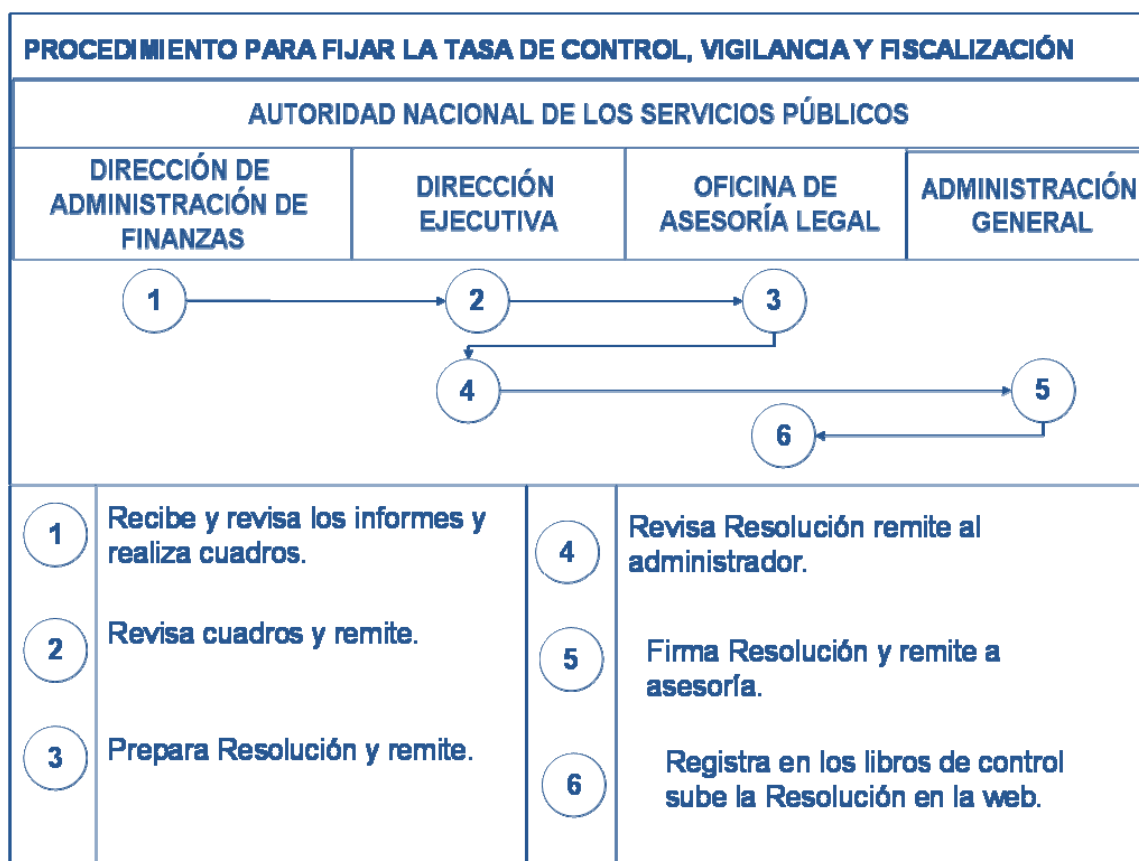 PROCEDIMIENTO PARA FIJAR LA TASA DE CONTROL, VIGILANCIA Y FISCALIZACIÓN
AUTORIDAD NACIONAL DE LOS SERVICIOS PÚBLICOS
DIRECCIÓN DE
ADMINISTRACIÓN DE
FINANZAS
DIRECCIÓN
EJECUTIVA
OFICINA DE
ASESORÍA LEGAL
ADMINISTRACIÓN
GENERAL
1
2
3
4
5
6
1
Recibe y revisa los informes y
realiza cuadros.
2
Revisa cuadros y remite.
3
Prepara Resolución y remite.
4
Revisa Resolución remite al
administrador.
5
Firma Resolución y remite a
asesoría.
6
Registra en los libros de control
sube la Resolución en la web.